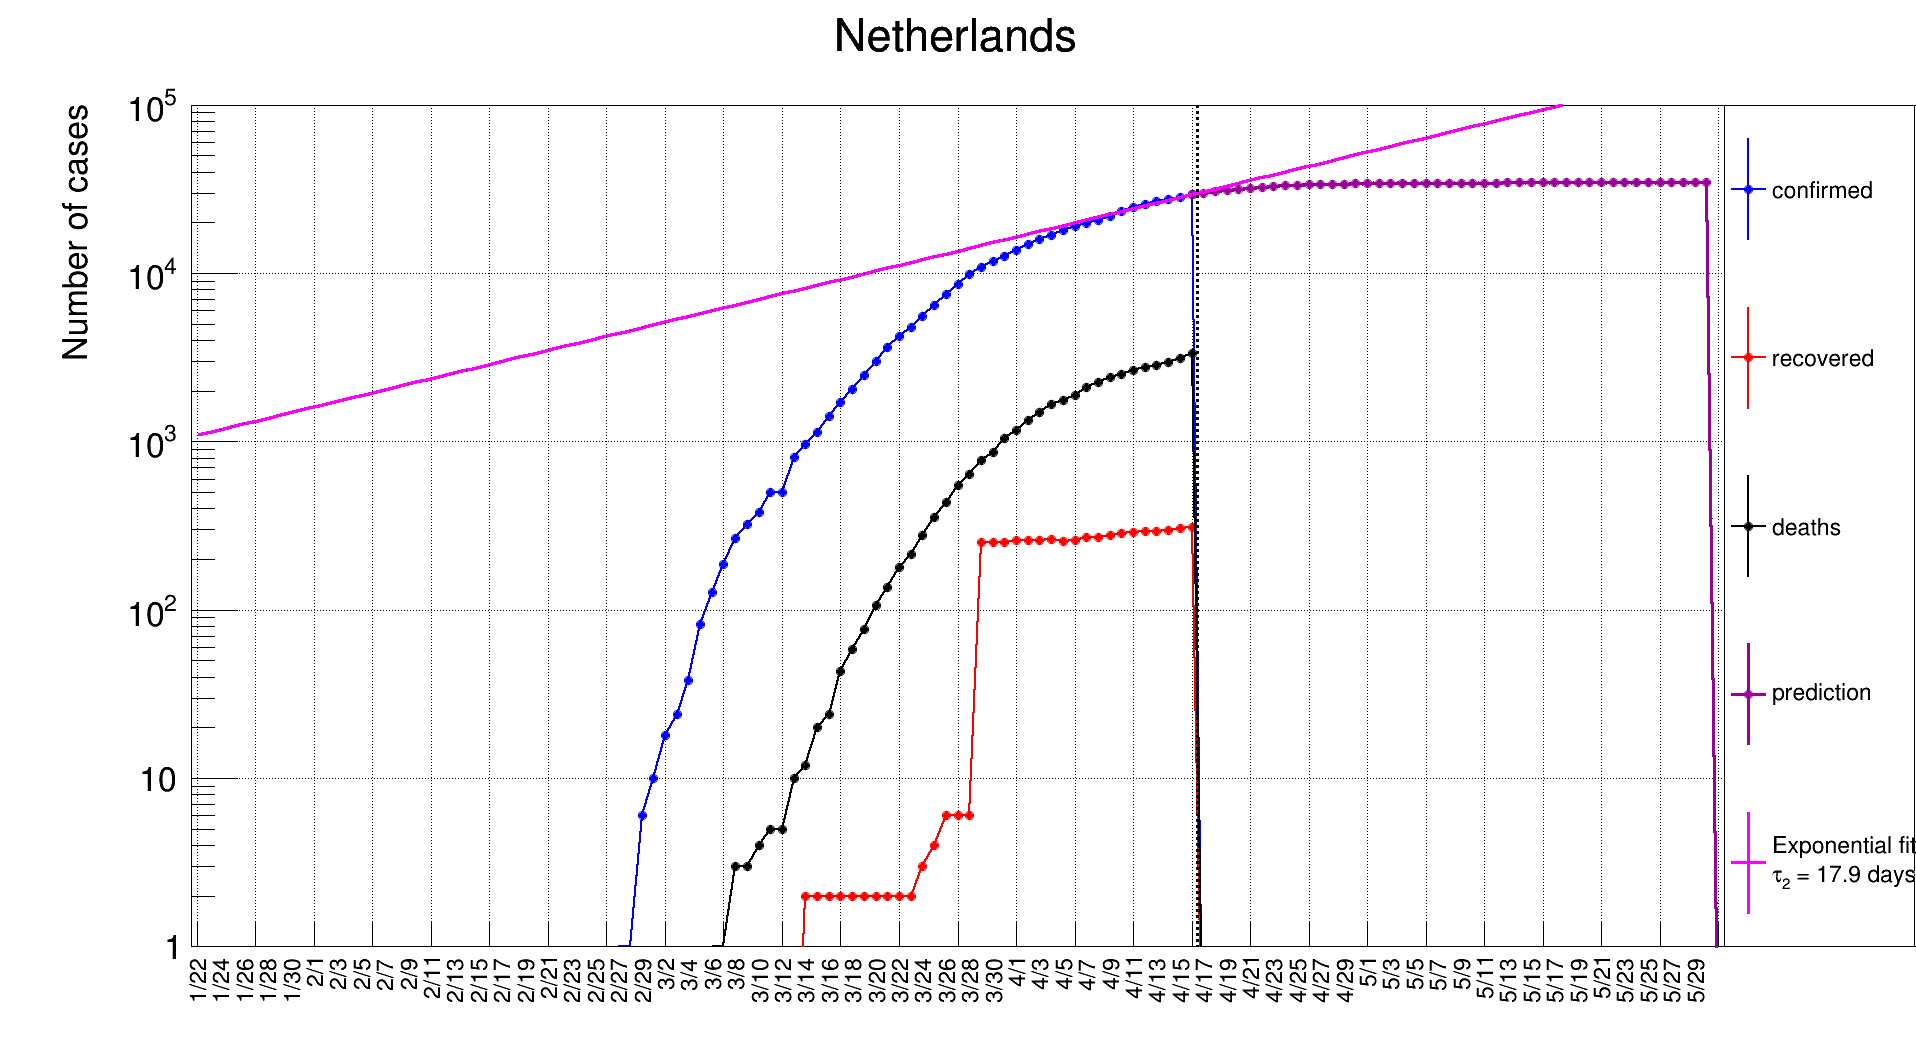 Netherlands
Number of cases
10^5
10^4
10^3
10^2
10
1
1/22 1/24 1/26 1/28 1/30 2/1 2/3 2/5 2/7 2/9 2/11 2/13 2/15 2/17 2/19 2/21 2/23 2/25 2/27 2/29 3/2 3/4 3/6 3/8 3/10 3/12 3/14 3/16 3/18 3/20 3/22 3/24 3/26 3/28 3/30 4/1 4/3 4/5 4/7 4/9 4/11 4/13 4/15 4/17 4/19 4/21 4/23 4/25 4/27 4/29 5/1 5/3 5/5 5/7 5/9 5/11 5/13 5/15 5/17 5/19 5/21 5/23 5/25 5/27 5/29
confirmed
recovered
deaths
prediction
Exponential fit
τ₂ = 17.9 days